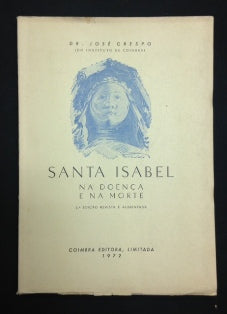 DR. JOSÉ CRESPO
(DO INSTITUTO DE COIMBRA)
SANTA ISABEL
NA DOENÇA
E NA MORTE
2.ª EDIÇÃO REVISTA E AUMENTADA
COIMBRA EDITORA, LIMITADA
1972